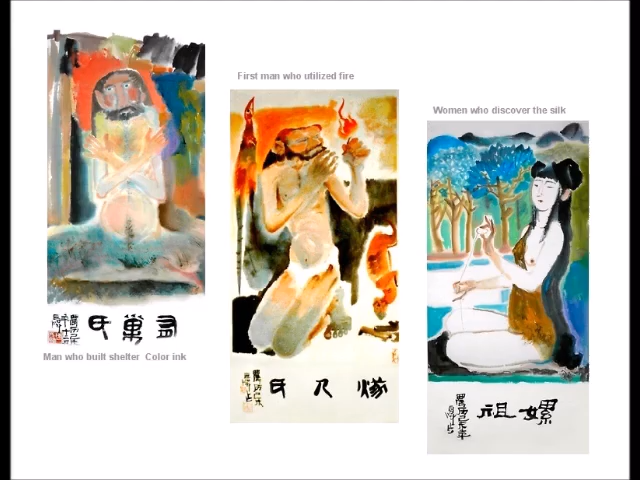 First man who utilized fire
Women who discover the silk
有巢氏
Man who built shelter  Color ink
燧人氏
嫘祖